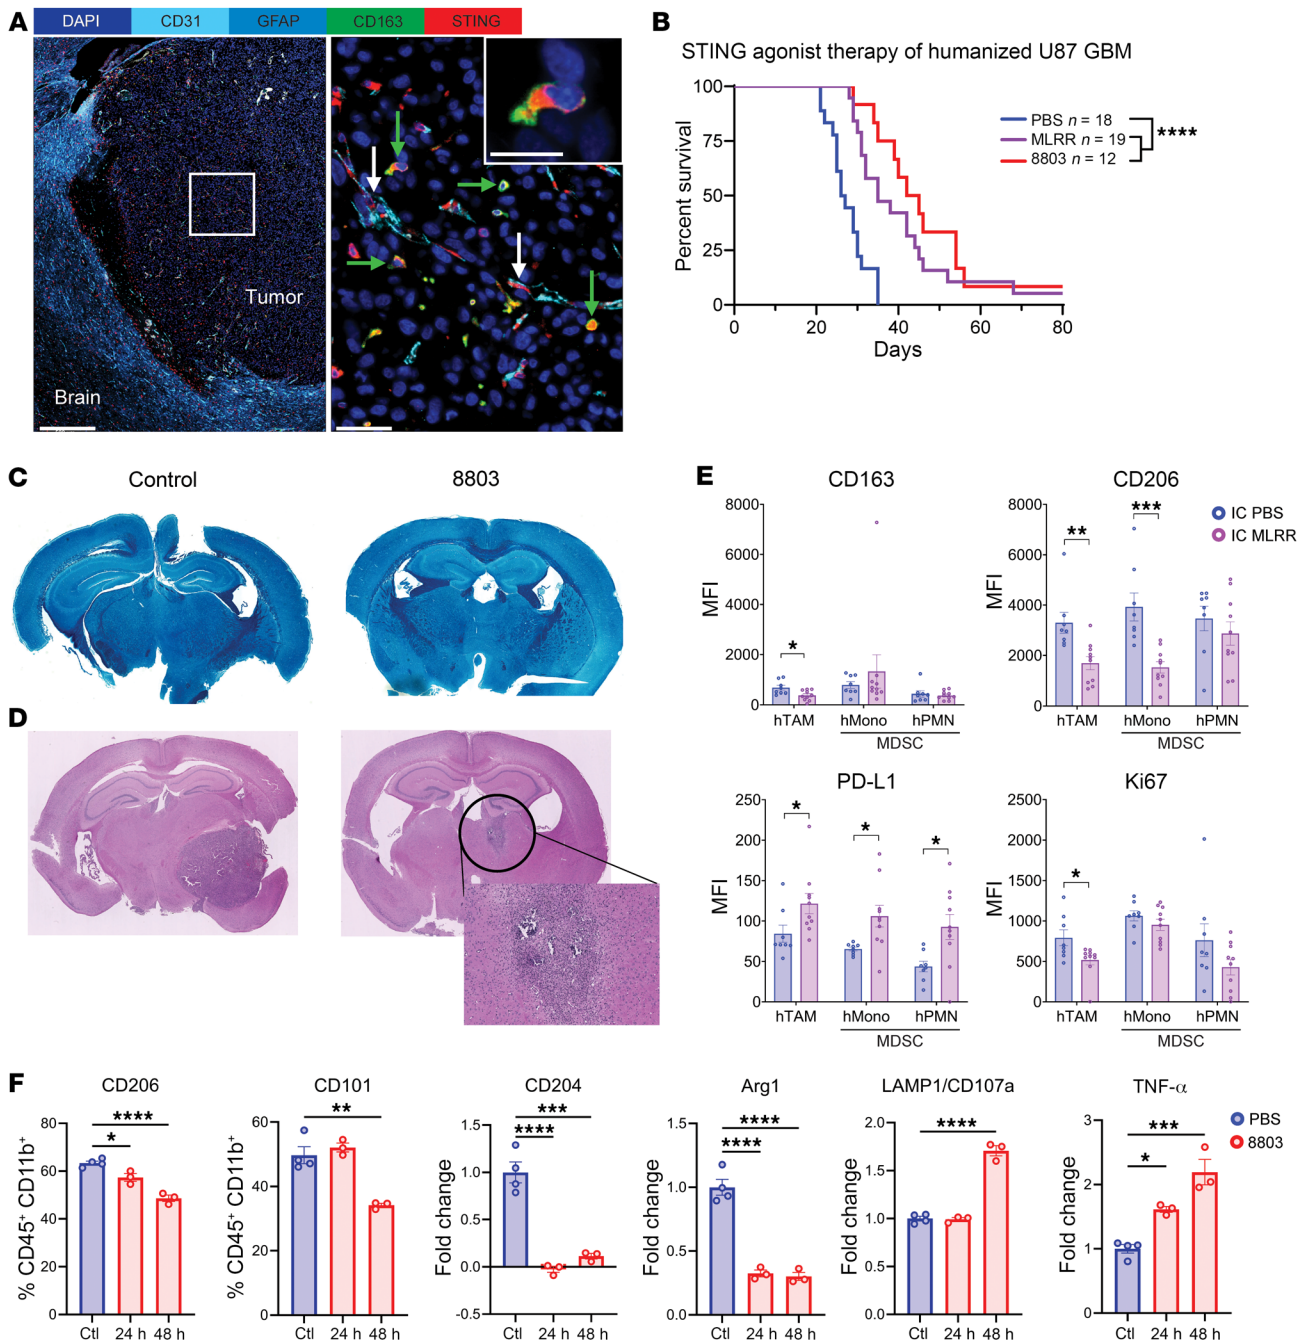 A
DAPI CD31 GFAP CD163 STING
Tumor
Brain
B
STING agonist therapy of humanized U87 GBM
Percent survival
100
75
50
25
0
0 20 40 60 80
Days
PBS n = 18
MLRR n = 19
8803 n = 12
****
C
Control 8803
D
E
CD163
MFI
8000
6000
4000
2000
0
*
hTAM hMono hPMN
MDSC
CD206
MFI
8000
6000
4000
2000
0
** ***
hTAM hMono hPMN
MDSC
IC PBS
IC MLRR
PD-L1
MFI
250
200
150
100
50
0
* * *
hTAM hMono hPMN
MDSC
Ki67
MFI
2500
2000
1500
1000
500
0
*
hTAM hMono hPMN
MDSC
F
CD206
% CD45+ CD11b+
80
60
40
20
0
****
*
Ctl 24 h 48 h
CD101
% CD45+ CD11b+
60
40
20
0
**
Ctl 24 h 48 h
CD204
Fold change
1.5
1.0
0.5
0.0
-0.5
***
****
Ctl 24 h 48 h
Arg1
Fold change
1.5
1.0
0.5
0.0
****
****
Ctl 24 h 48 h
LAMP1/CD107a
Fold change
2.0
1.5
1.0
0.5
0.0
****
Ctl 24 h 48 h
TNF-α
Fold change
3
2
1
0
***
*
Ctl 24 h 48 h
PBS
8803